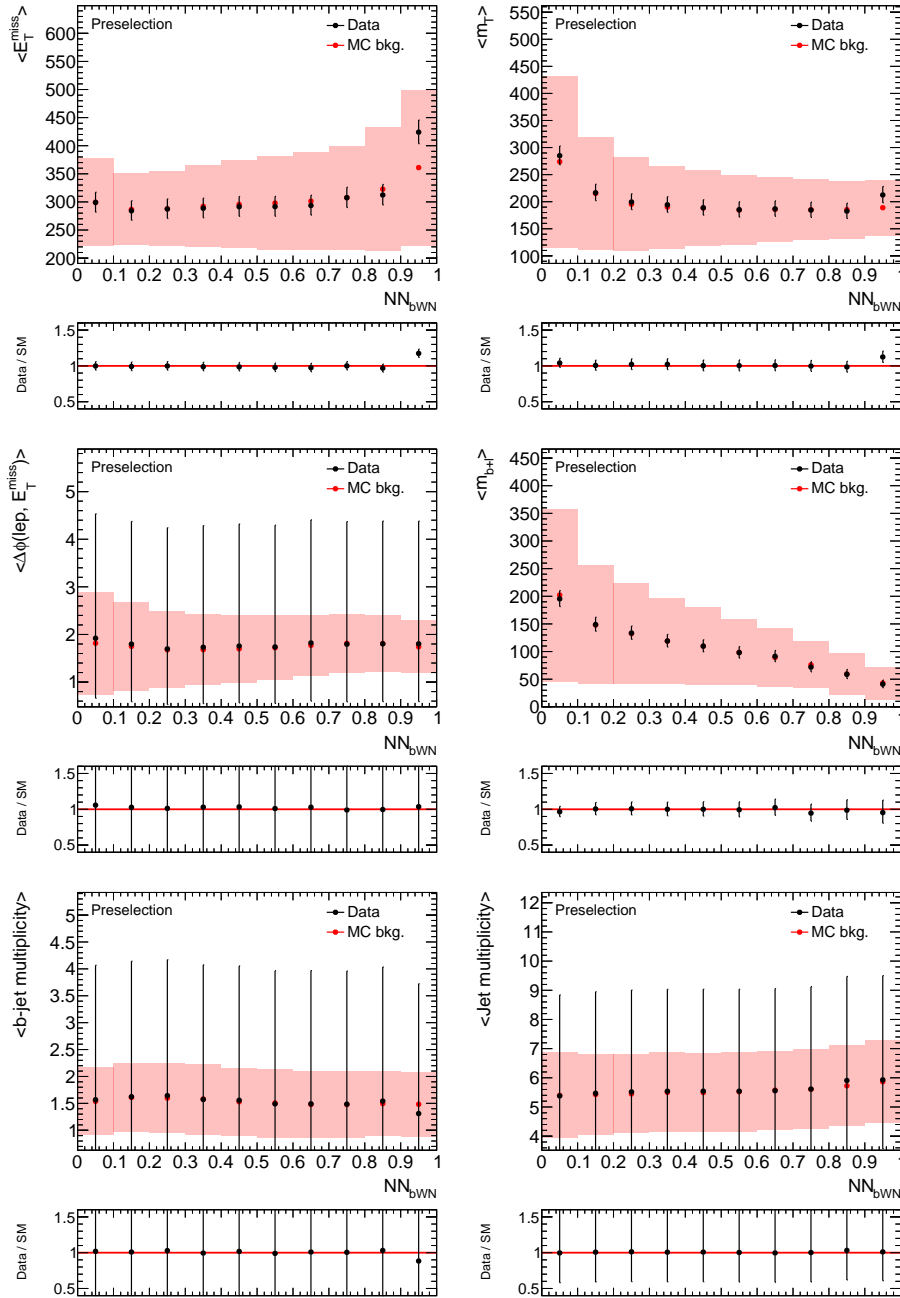 <E_T^miss>
650
600
550
500
450
400
350
300
250
200
Preselection
Data
MC bkg.
0 0.1 0.2 0.3 0.4 0.5 0.6 0.7 0.8 0.9 1
NN_bWN
Data / SM
1.5
1
0.5
<m_T>
550
500
450
400
350
300
250
200
150
100
Preselection
Data
MC bkg.
0 0.1 0.2 0.3 0.4 0.5 0.6 0.7 0.8 0.9 1
NN_bWN
Data / SM
1.5
1
0.5
<Δϕ(lep, E_T^miss)>
5
4
3
2
1
Preselection
Data
MC bkg.
0 0.1 0.2 0.3 0.4 0.5 0.6 0.7 0.8 0.9 1
NN_bWN
Data / SM
1.5
1
0.5
<m_b+l>
450
400
350
300
250
200
150
100
50
0
Preselection
Data
MC bkg.
0 0.1 0.2 0.3 0.4 0.5 0.6 0.7 0.8 0.9 1
NN_bWN
Data / SM
1.5
1
0.5
<b-jet multiplicity>
5
4.5
4
3.5
3
2.5
2
1.5
1
Preselection
Data
MC bkg.
0 0.1 0.2 0.3 0.4 0.5 0.6 0.7 0.8 0.9 1
NN_bWN
Data / SM
1.5
1
0.5
<Jet multiplicity>
12
11
10
9
8
7
6
5
4
Preselection
Data
MC bkg.
0 0.1 0.2 0.3 0.4 0.5 0.6 0.7 0.8 0.9 1
NN_bWN
Data / SM
1.5
1
0.5